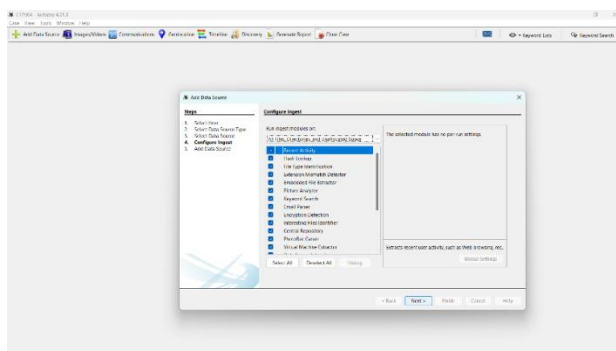 Case View Tools Window Help
Add Data Source Images/Videos Communications Geolocation Timeline Discovery Generate Report Close Case Keyword Lists Keyword Search
Add Data Source
Steps
1. Select Host
2. Select Data Source Type
3. Select Data Source
4. Configure Ingest
5. Add Data Source
Configure Ingest
Run ingest modules on:
All Files, Directories, and Unallocated Space
Recent Activity
Hash Lookup
File Type Identification
Extension Mismatch Detector
Embedded File Extractor
Picture Analyzer
Keyword Search
Email Parser
Encryption Detection
Interesting Files Identifier
Central Repository
PhotoRec Carver
Virtual Machine Extractor
The selected module has no per-run settings.
Extracts recent user activity, such as Web browsing, rec..
Select All Deselect All History
Global Settings
< Back Next > Finish Cancel Help